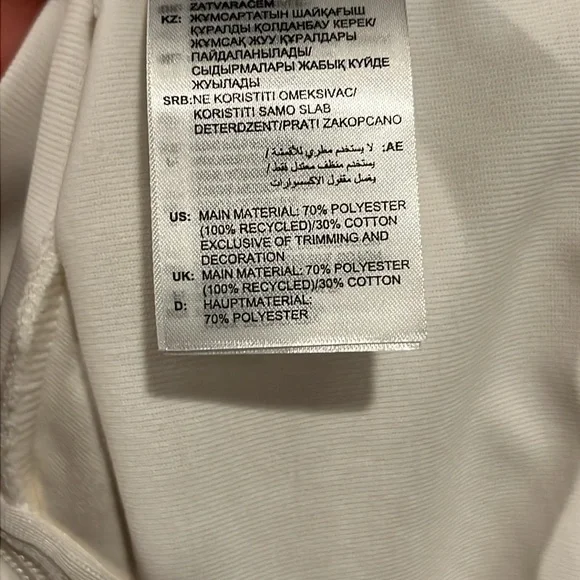 ZATVARAČEM
KZ: ЖҰМСАРТАТЫН ШАЙҚАҒЫШ
ҚҰРАЛДЫ ҚОЛДАНБАУ КЕРЕК/
ЖҰМСАҚ ЖУУ ҚҰРАЛДАРЫ
ПАЙДАЛАНЫЛАДЫ/
СЫДЫРМАЛАРЫ ЖАБЫҚ КҮЙДЕ
ЖУЫЛАДЫ
SRB:NE KORISTITI OMEKSIVAC/
KORISTITI SAMO SLAB
DETERDZENT/PRATI ZAKOPCANO
AE: لا يستخدم مطري للأقمشة /
يستخدم منظف معتدل فقط /
يغسل مقفول الاكسسوارات
US: MAIN MATERIAL: 70% POLYESTER
(100% RECYCLED)/30% COTTON
EXCLUSIVE OF TRIMMING AND
DECORATION
UK: MAIN MATERIAL: 70% POLYESTER
(100% RECYCLED)/30% COTTON
D: HAUPTMATERIAL:
70% POLYESTER